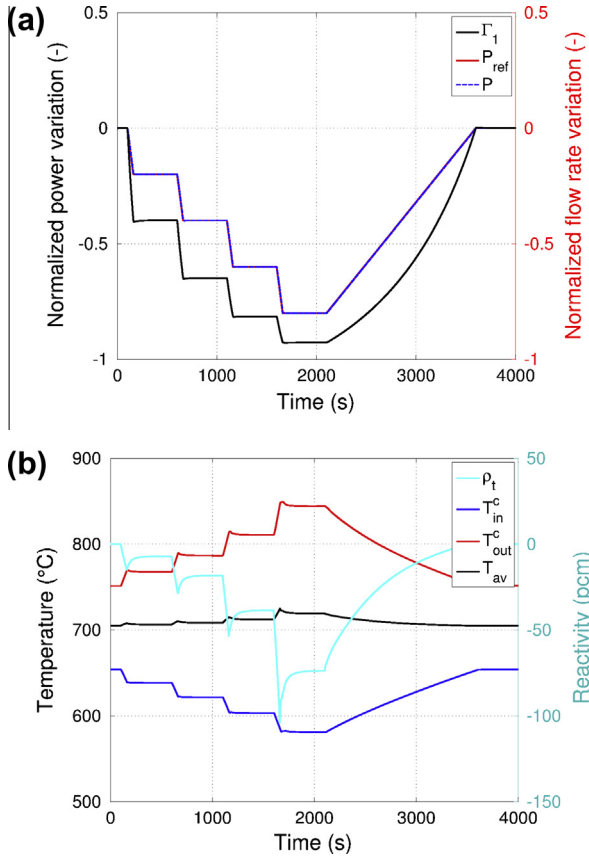 (a)
Normalized power variation (-)
0.5
0
-0.5
-1
Γ1
Pref
P
0.5
0
-0.5
-1
Normalized flow rate variation (-)
0 1000 2000 3000 4000
Time (s)
(b)
Temperature (°C)
900
800
700
600
500
ρt
Tcin
Tcout
Tav
50
0
-50
-100
-150
Reactivity (pcm)
0 1000 2000 3000 4000
Time (s)